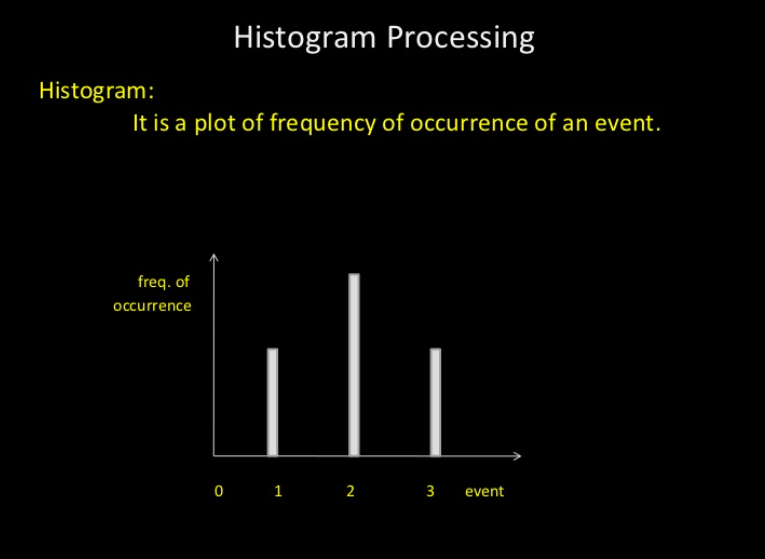 Histogram Processing
Histogram:
It is a plot of frequency of occurrence of an event.
freq. of
occurrence
0 1 2 3 event